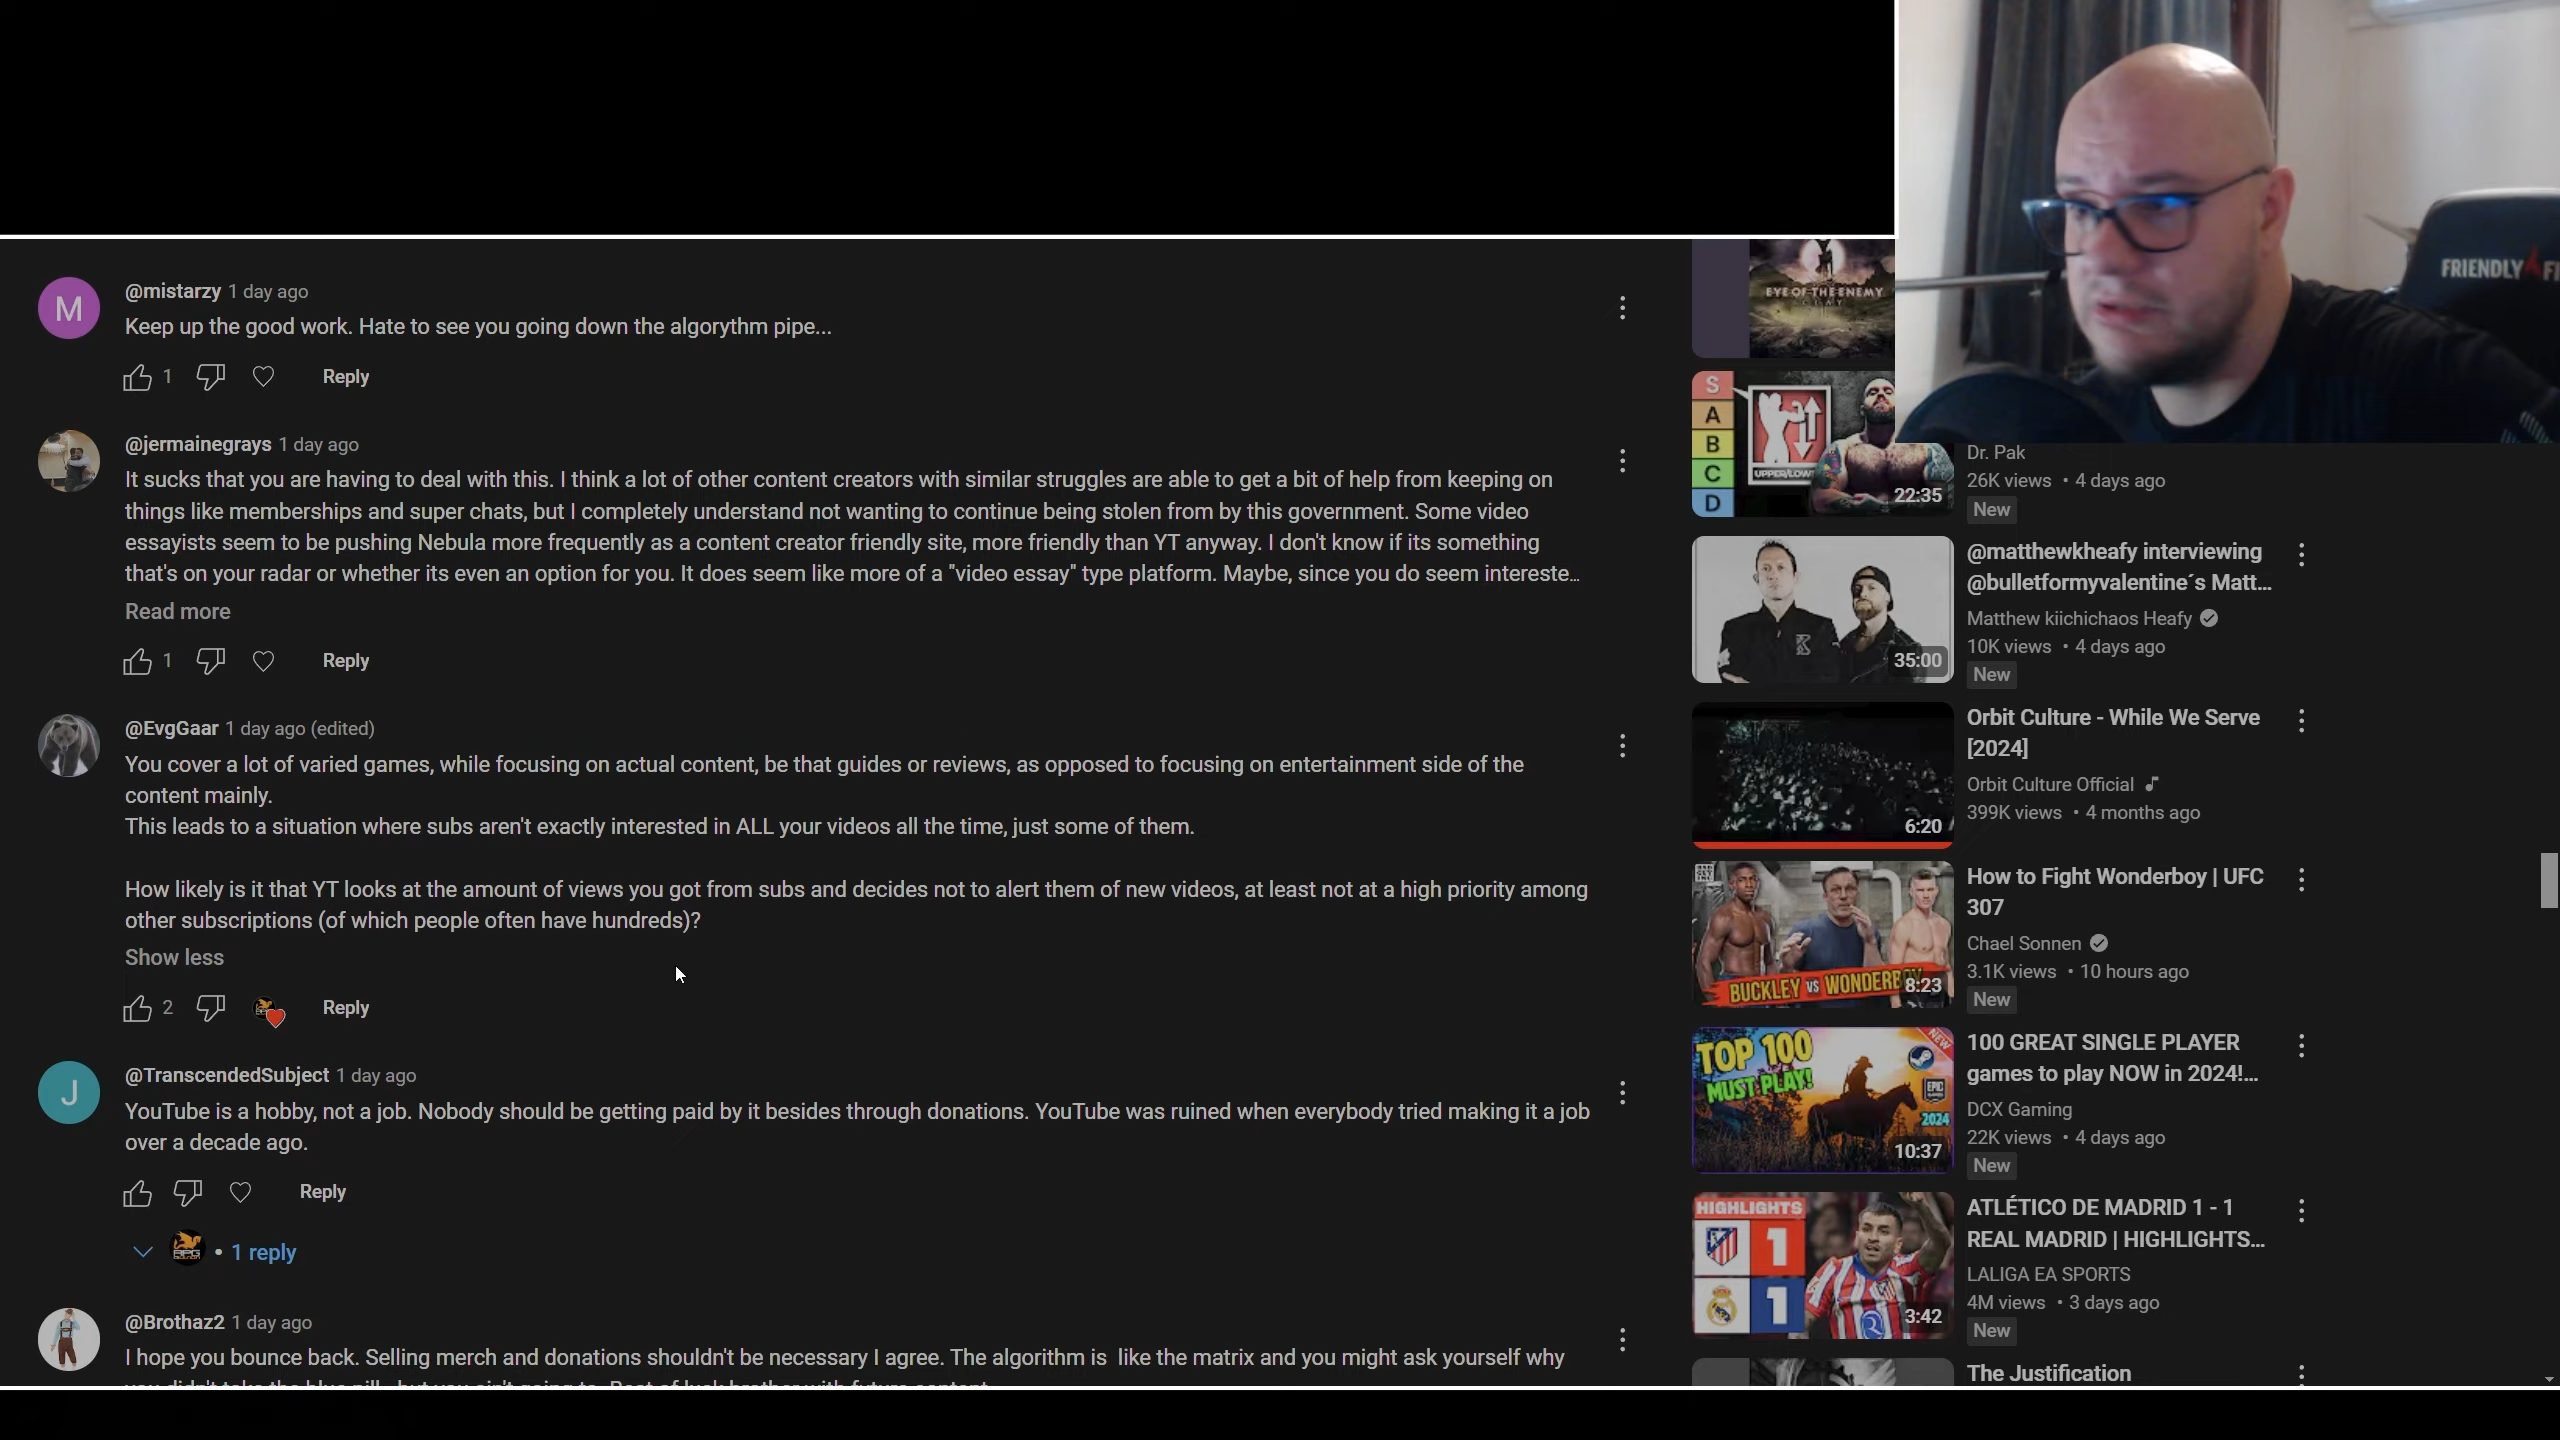 @mistarzy 1 day ago
Keep up the good work. Hate to see you going down the algorythm pipe...
1 Reply
@jermainegrays 1 day ago
It sucks that you are having to deal with this. I think a lot of other content creators with similar struggles are able to get a bit of help from keeping on
things like memberships and super chats, but I completely understand not wanting to continue being stolen from by this government. Some video
essayists seem to be pushing Nebula more frequently as a content creator friendly site, more friendly than YT anyway. I don't know if its something
that's on your radar or whether its even an option for you. It does seem like more of a "video essay" type platform. Maybe, since you do seem intereste...
Read more
1 Reply
@EvgGaar 1 day ago (edited)
You cover a lot of varied games, while focusing on actual content, be that guides or reviews, as opposed to focusing on entertainment side of the
content mainly.
This leads to a situation where subs aren't exactly interested in ALL your videos all the time, just some of them.
How likely is it that YT looks at the amount of views you got from subs and decides not to alert them of new videos, at least not at a high priority among
other subscriptions (of which people often have hundreds)?
Show less
2 Reply
J
@TranscendedSubject 1 day ago
YouTube is a hobby, not a job. Nobody should be getting paid by it besides through donations. YouTube was ruined when everybody tried making it a job
over a decade ago.
Reply
RPG
• 1 reply
@Brothaz2 1 day ago
I hope you bounce back. Selling merch and donations shouldn't be necessary I agree. The algorithm is like the matrix and you might ask yourself why
M
EYE OF THE ENEMY
FRIENDLY FI
S
A
B
C
D
UPPER/LOW
22:35
Dr. Pak
26K views • 4 days ago
New
35:00
@matthewkheafy interviewing
@bulletformyvalentine´s Matt...
Matthew kiichichaos Heafy
10K views • 4 days ago
New
6:20
Orbit Culture - While We Serve
[2024]
Orbit Culture Official
399K views • 4 months ago
BUCKLEY VS WONDERBOY
8:23
How to Fight Wonderboy | UFC
307
Chael Sonnen
3.1K views • 10 hours ago
New
TOP 100
MUST PLAY!
NEW
EPIC
2024
10:37
100 GREAT SINGLE PLAYER
games to play NOW in 2024!...
DCX Gaming
22K views • 4 days ago
New
HIGHLIGHTS
1
1
3:42
ATLÉTICO DE MADRID 1 - 1
REAL MADRID | HIGHLIGHTS...
LALIGA EA SPORTS
4M views • 3 days ago
New
The Justification